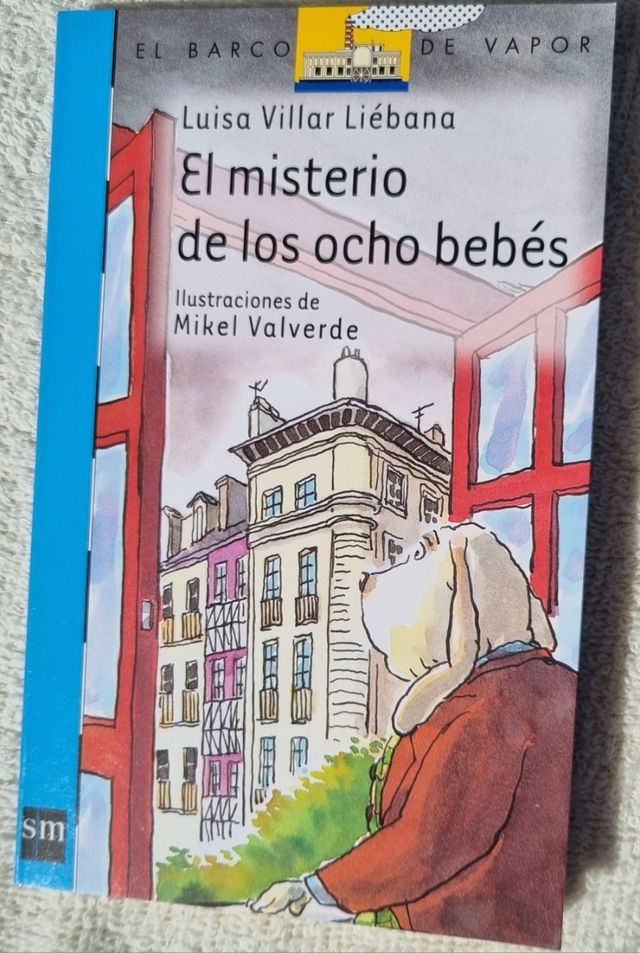 EL BARCO DE VAPOR
Luisa Villar Liébana
El misterio
de los ocho bebés
Ilustraciones de
Mikel Valverde
sm